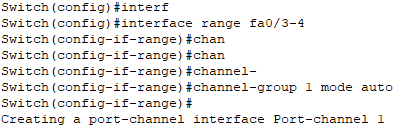 Switch(config)#interf
Switch(config)#interface range fa0/3-4
Switch(config-if-range)#chan
Switch(config-if-range)#chan
Switch(config-if-range)#channel-
Switch(config-if-range)#channel-group 1 mode auto
Switch(config-if-range)#
Creating a port-channel interface Port-channel 1